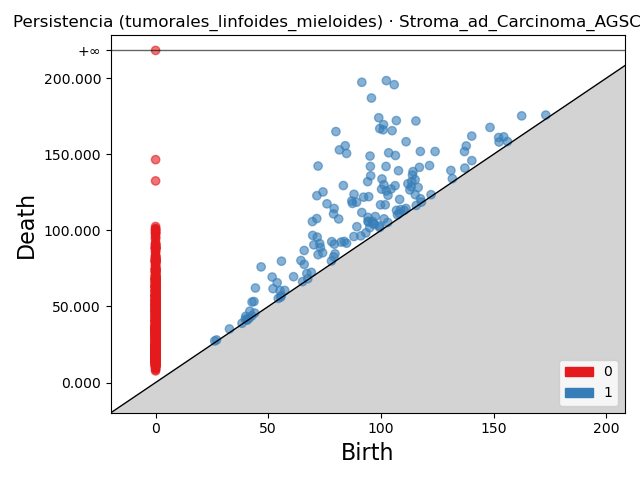 Persistencia (tumorales_linfoides_mieloides) · Stroma_ad_Carcinoma_AGSC
+∞
200.000
150.000
100.000
50.000
0.000
Death
0
1
0 50 100 150 200
Birth